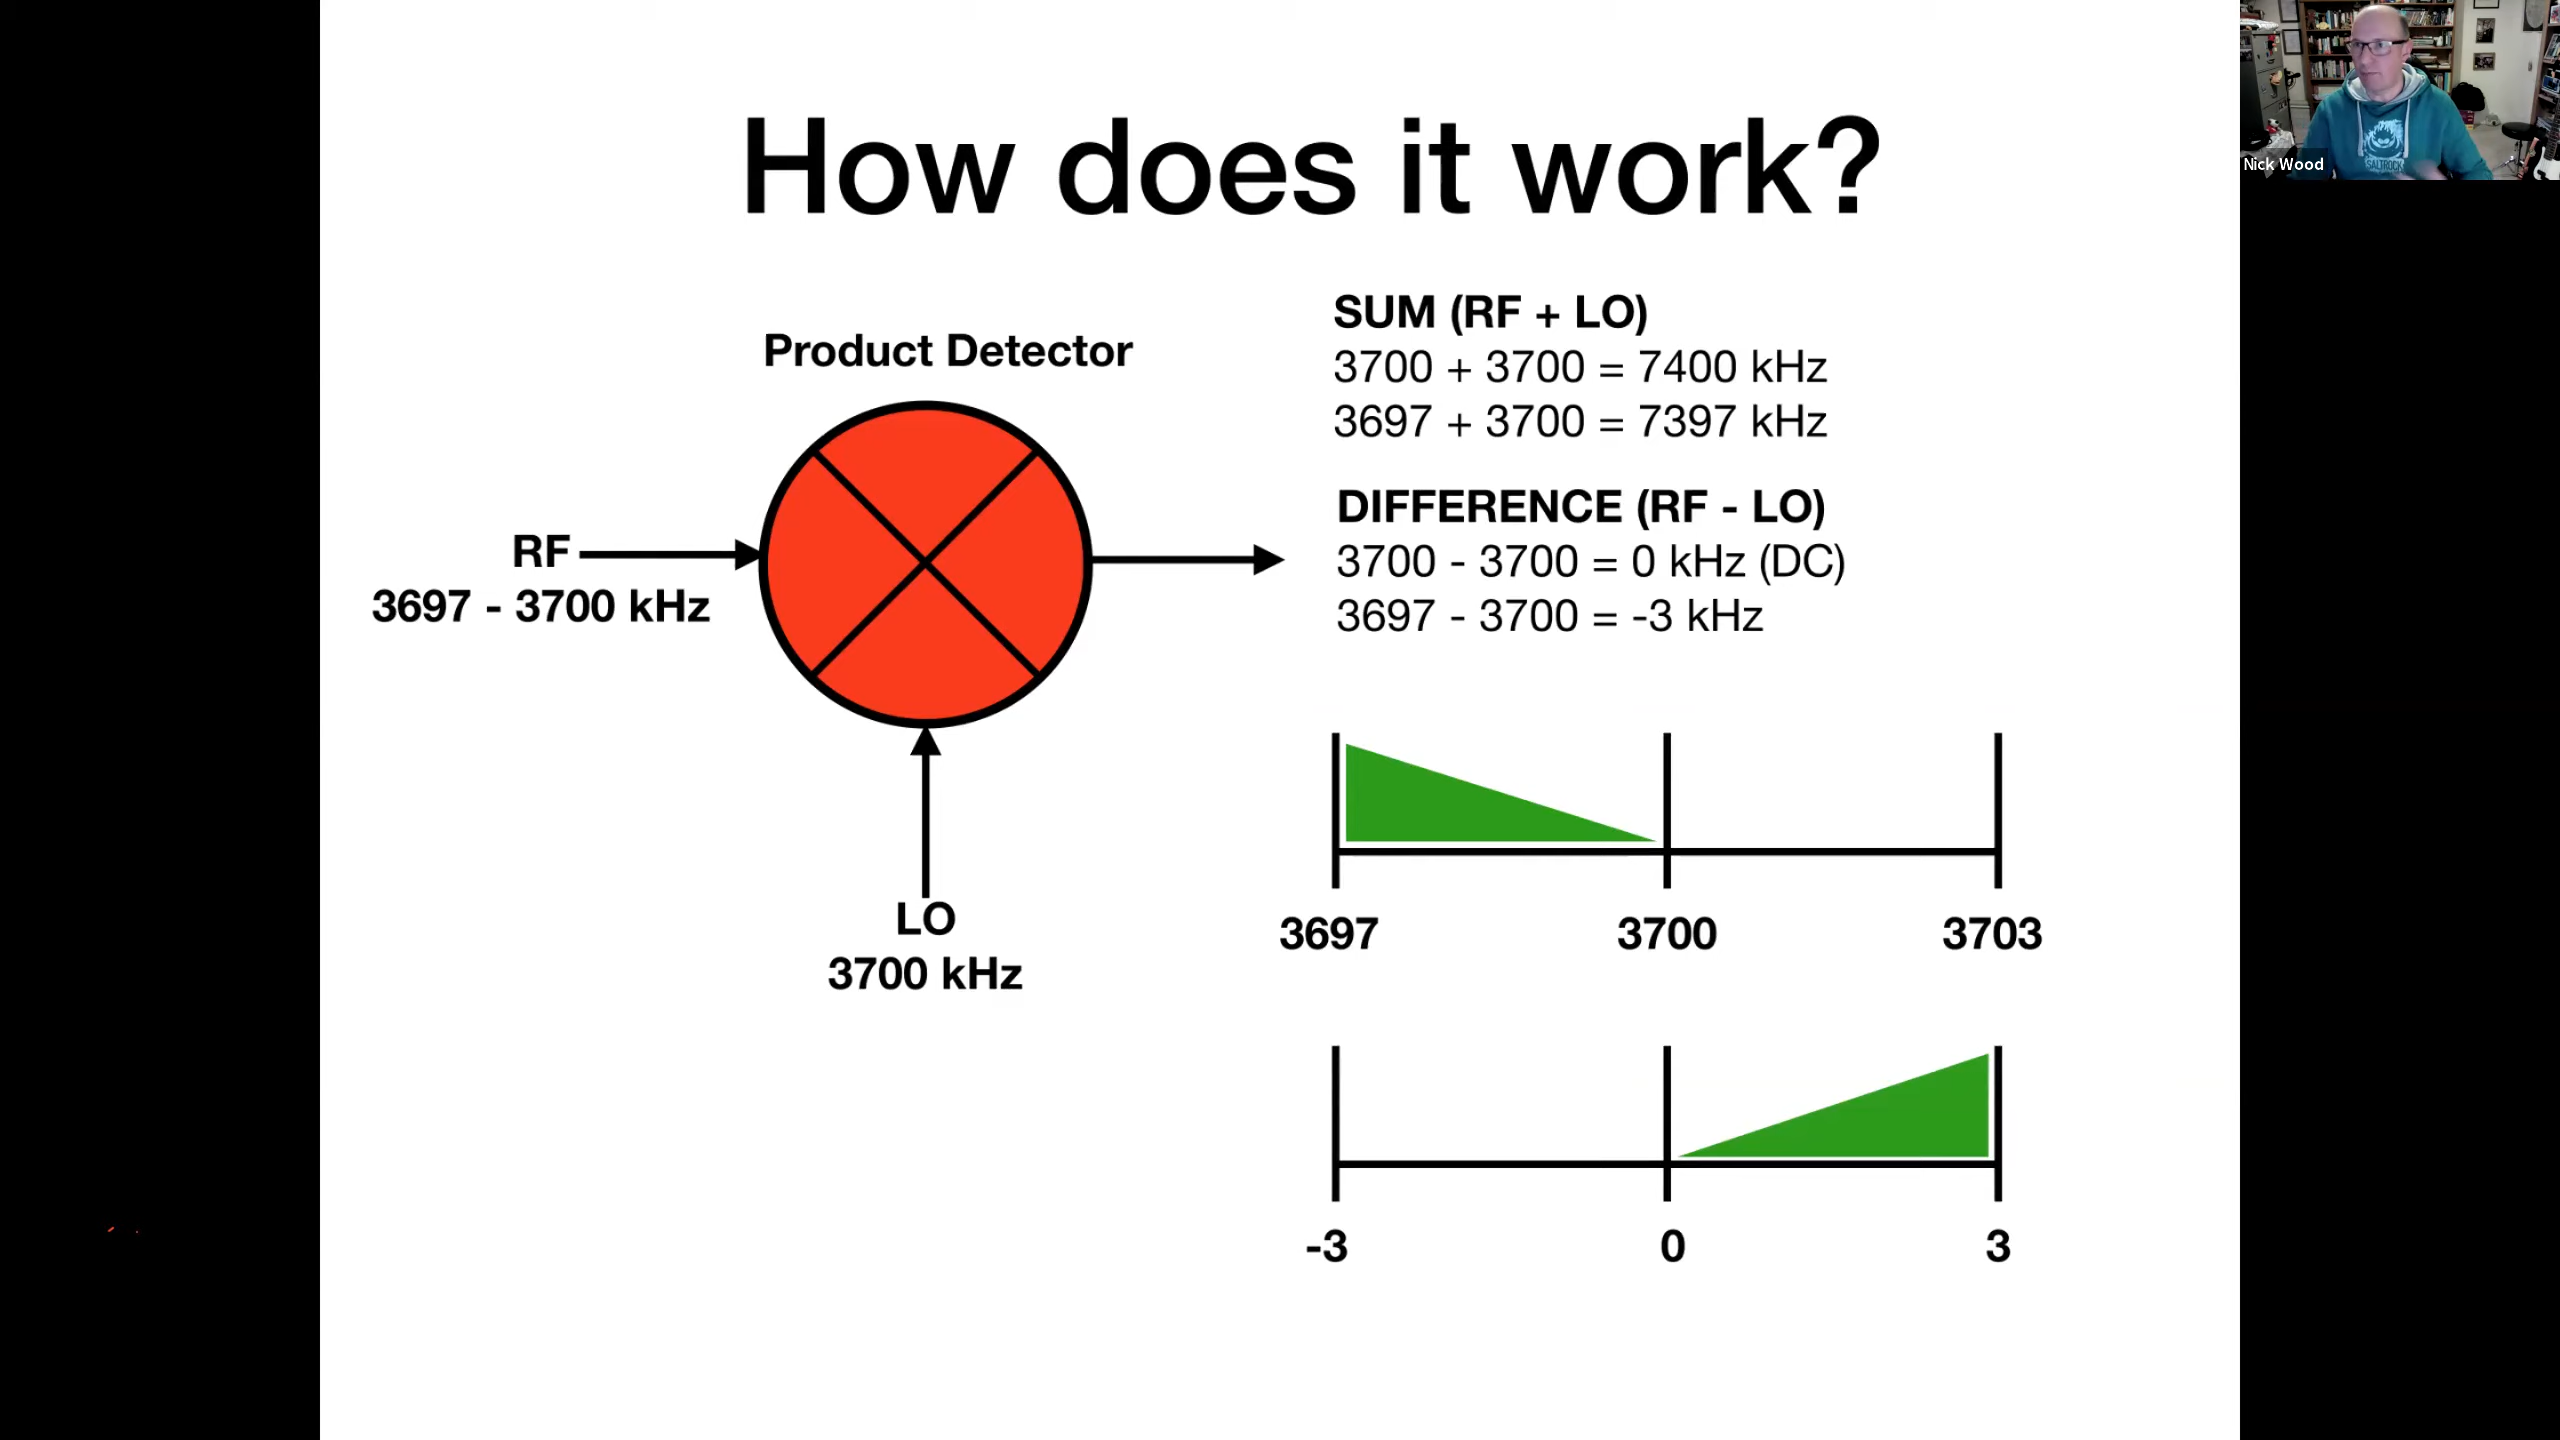 How does it work?
Product Detector
RF
3697 - 3700 kHz
LO
3700 kHz
SUM (RF + LO)
3700 + 3700 = 7400 kHz
3697 + 3700 = 7397 kHz
DIFFERENCE (RF - LO)
3700 - 3700 = 0 kHz (DC)
3697 - 3700 = -3 kHz
3697 3700 3703
-3 0 3
Nick Wood
SALTROCK